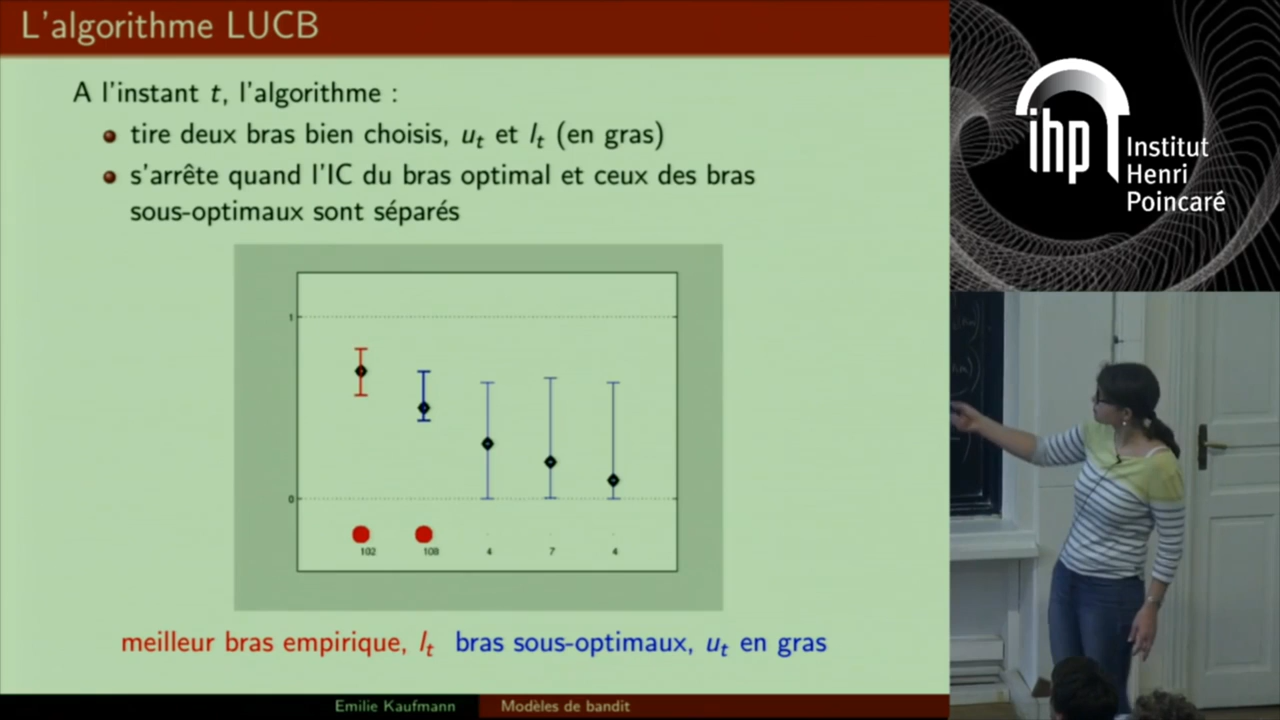 L'algorithme LUCB
A l'instant t, l'algorithme :
tire deux bras bien choisis, u_t et l_t (en gras)
s'arrête quand l'IC du bras optimal et ceux des bras
sous-optimaux sont séparés
1
0
102 108 4 7 4
meilleur bras empirique, l_t bras sous-optimaux, u_t en gras
Emilie Kaufmann Modèles de bandit
ihp Institut
Henri
Poincaré